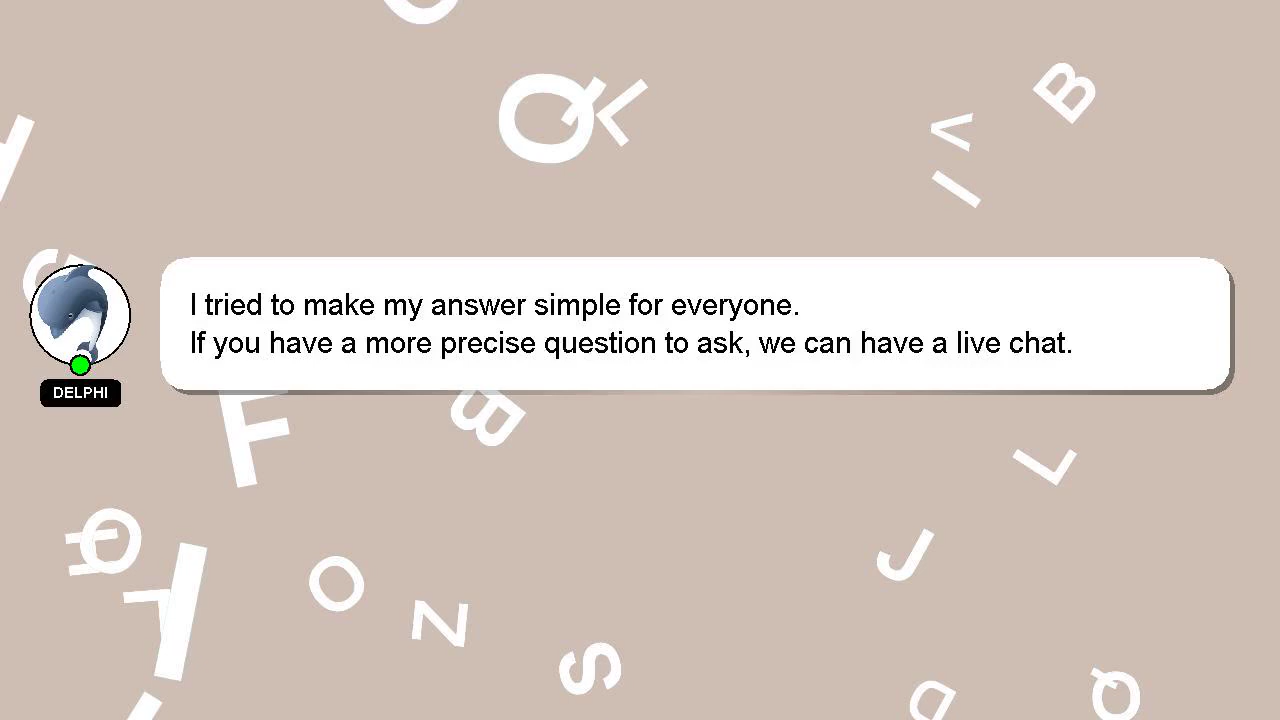 I tried to make my answer simple for everyone.
If you have a more precise question to ask, we can have a live chat.
DELPHI